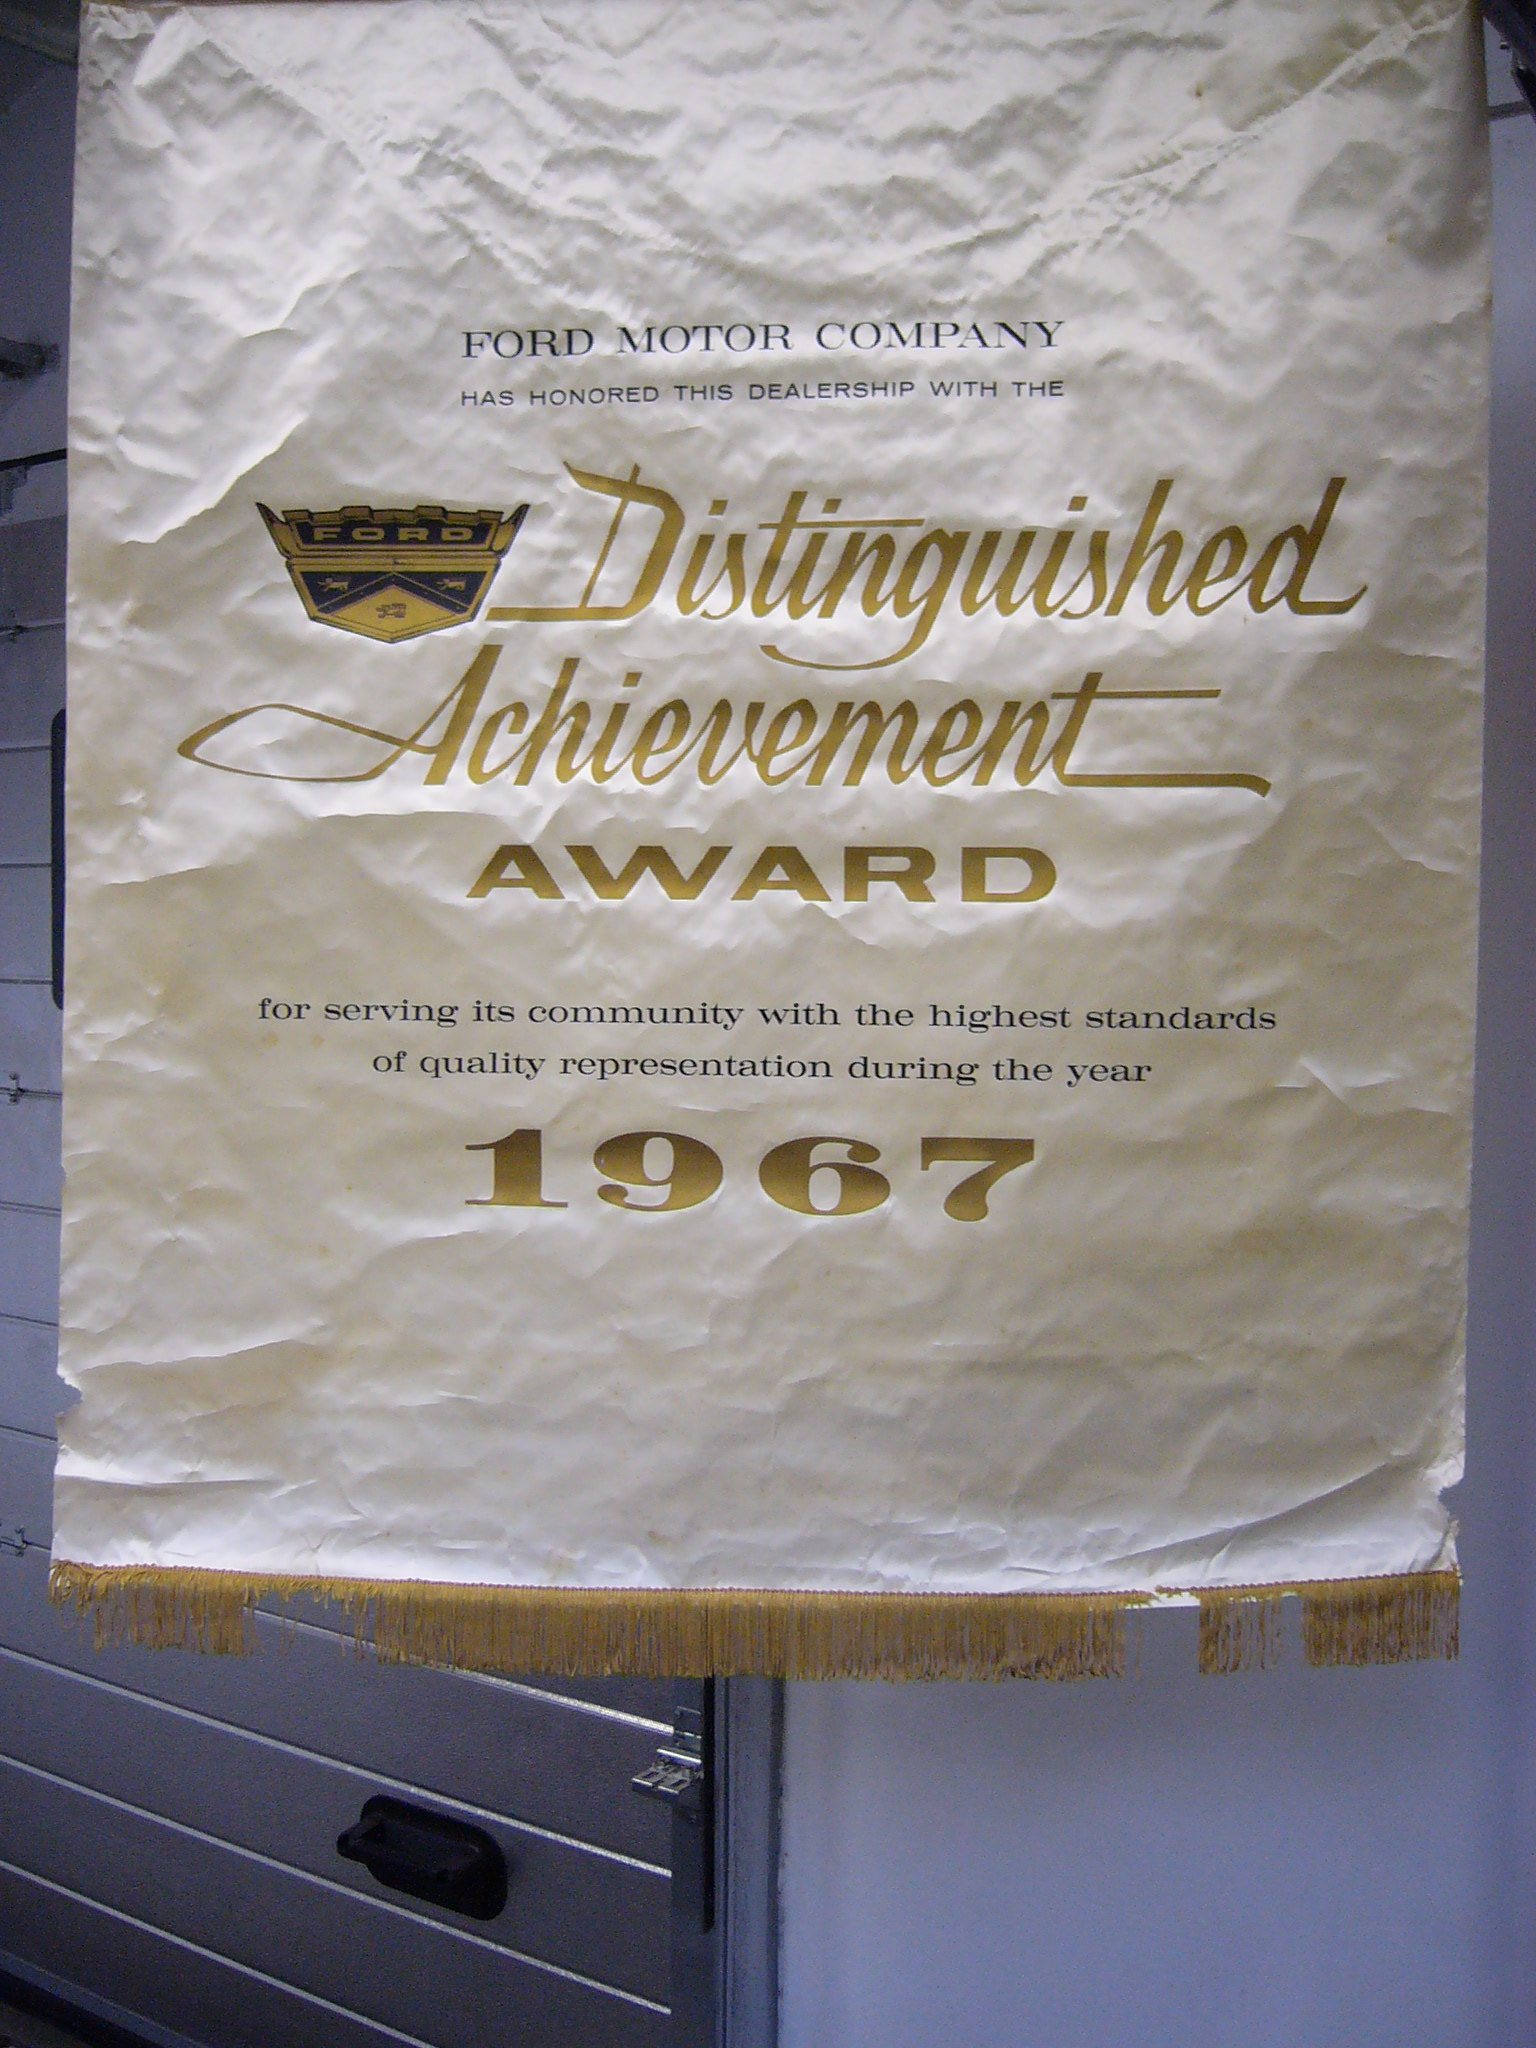 FORD MOTOR COMPANY
HAS HONORED THIS DEALERSHIP WITH THE
FORD
Distinguished
Achievement
AWARD
for serving its community with the highest standards
of quality representation during the year
1967